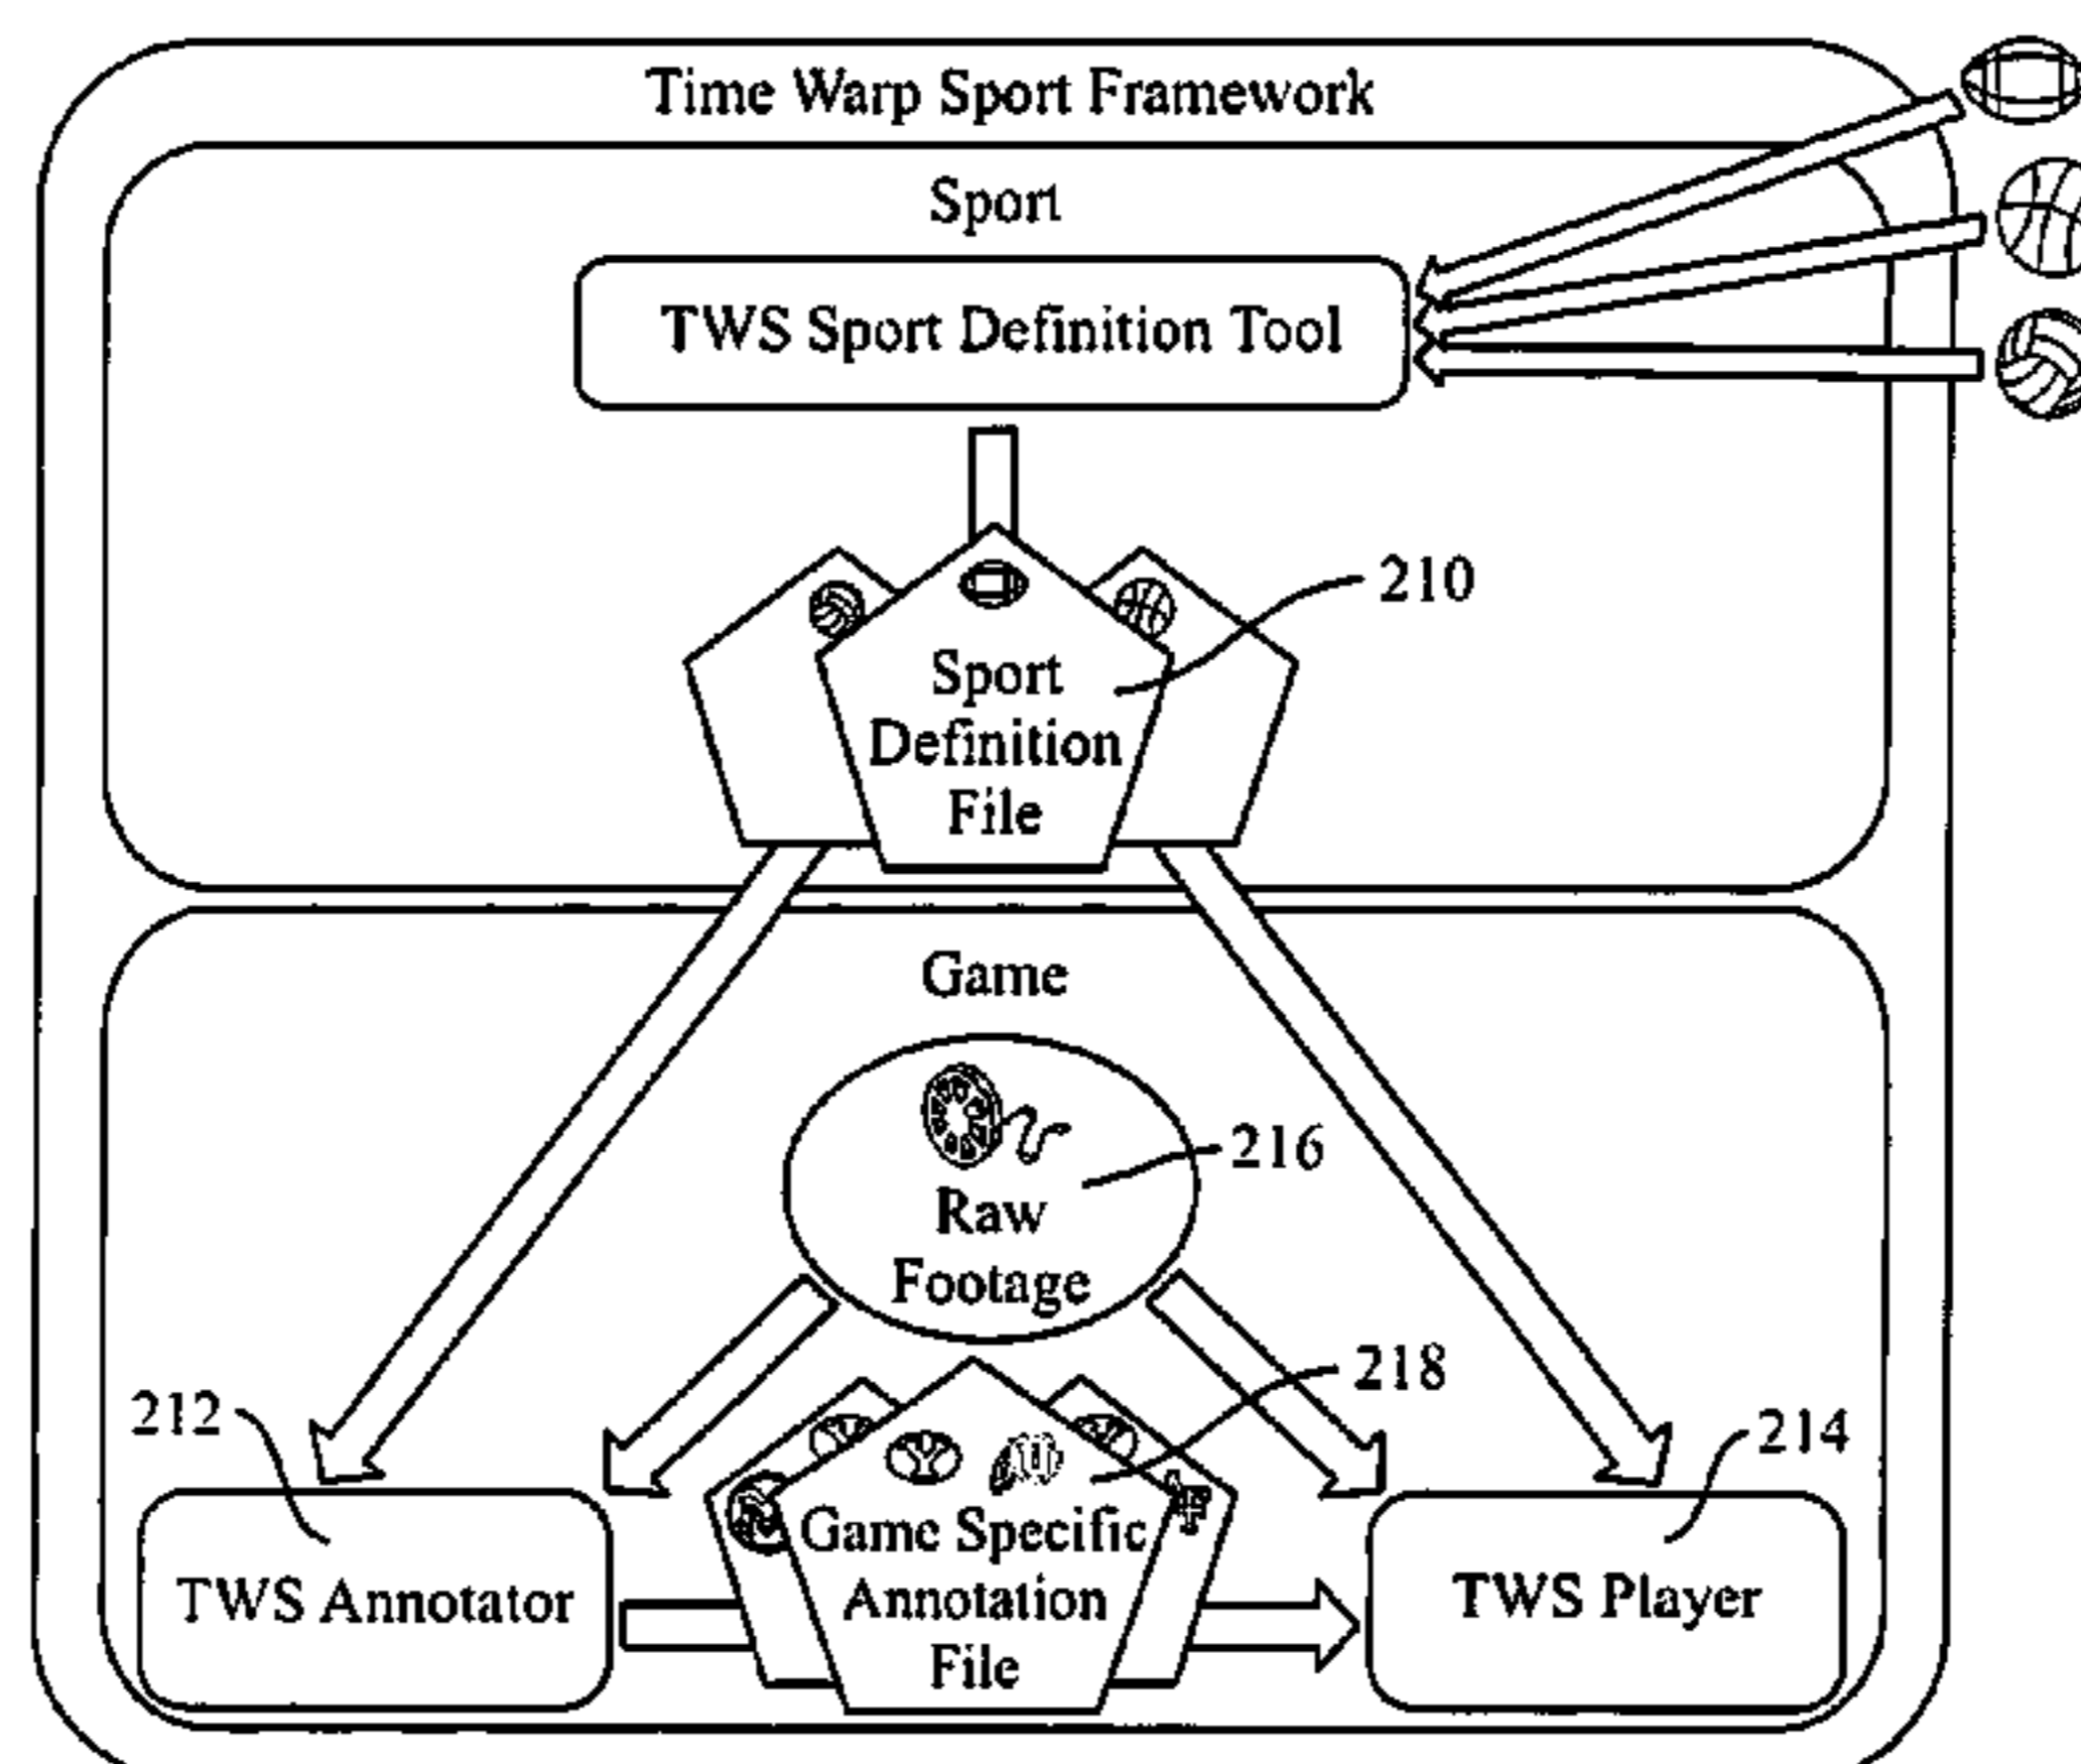 Time Warp Sport Framework
Sport
TWS Sport Definition Tool
210
Sport
Definition
File
Game
216
Raw
Footage
218
212
214
Game Specific
Annotation
File
TWS Annotator
TWS Player